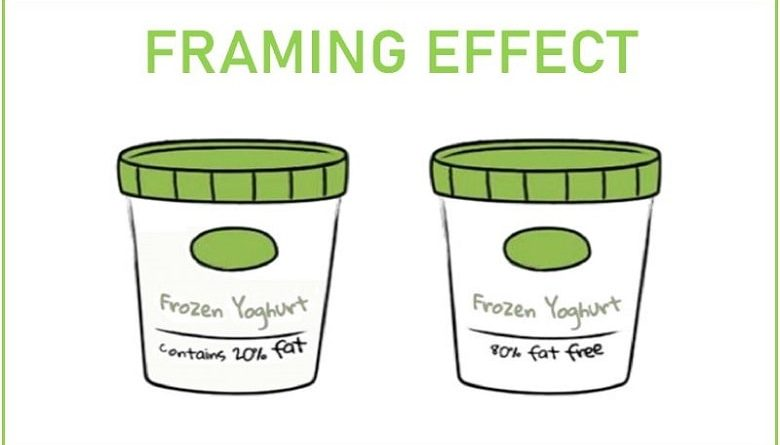 FRAMING EFFECT
Frozen Yoghurt
contains 20% fat
Frozen Yoghurt
80% fat free